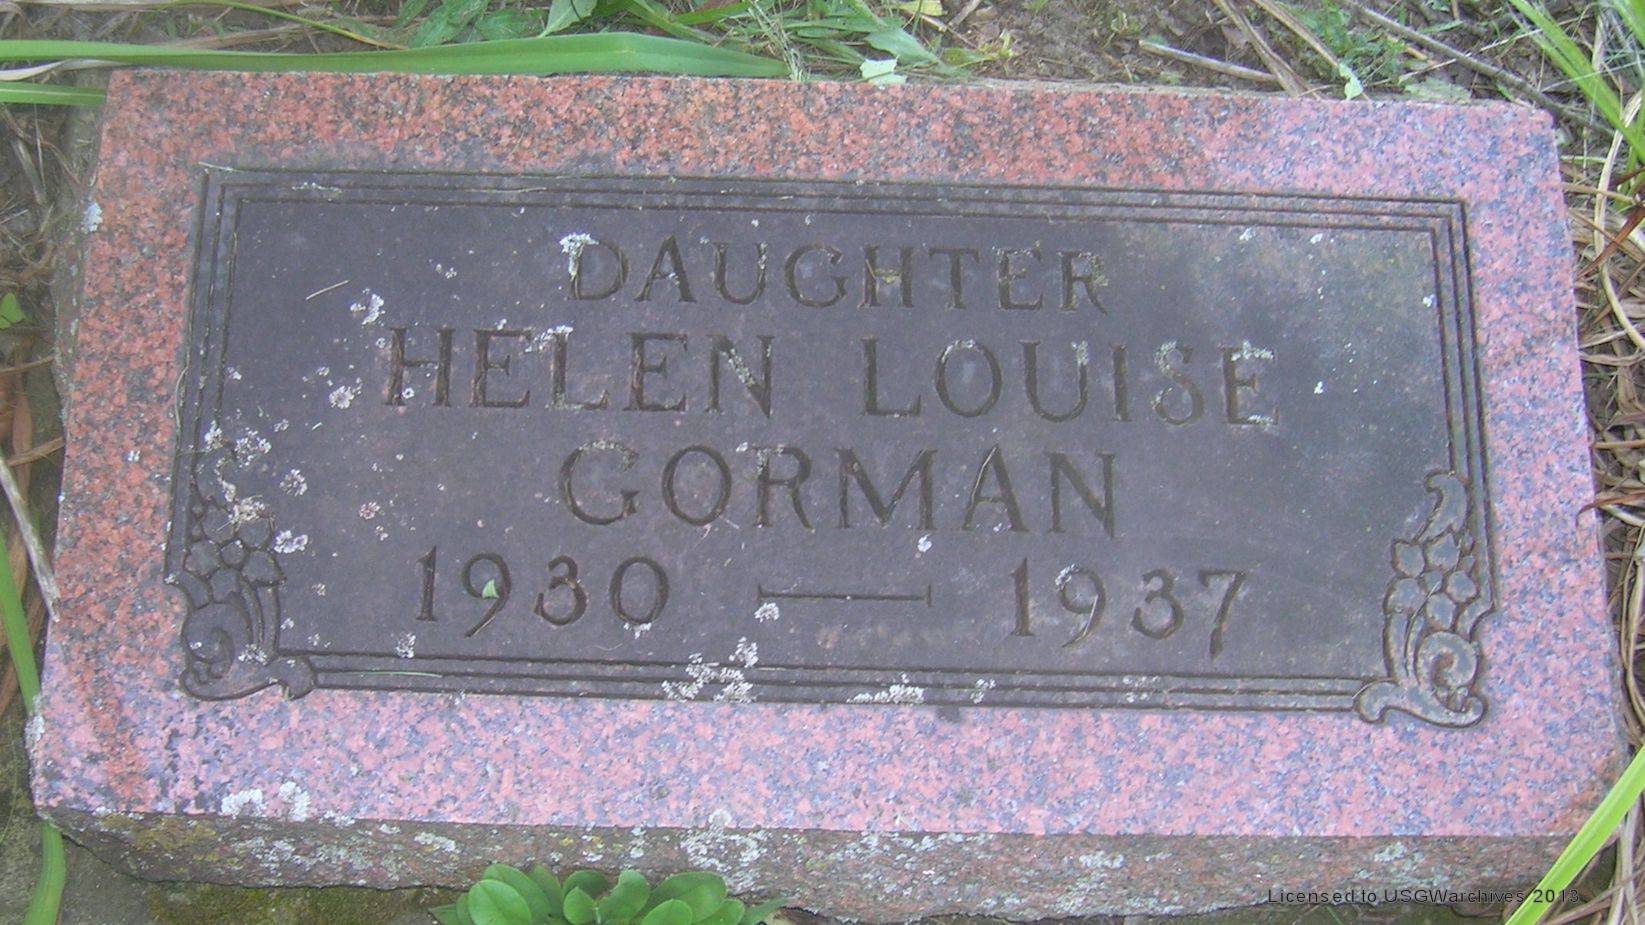 DAUGHTER
HELEN LOUISE
GORMAN
1930 — 1937
Licensed to USGWarchives 2013